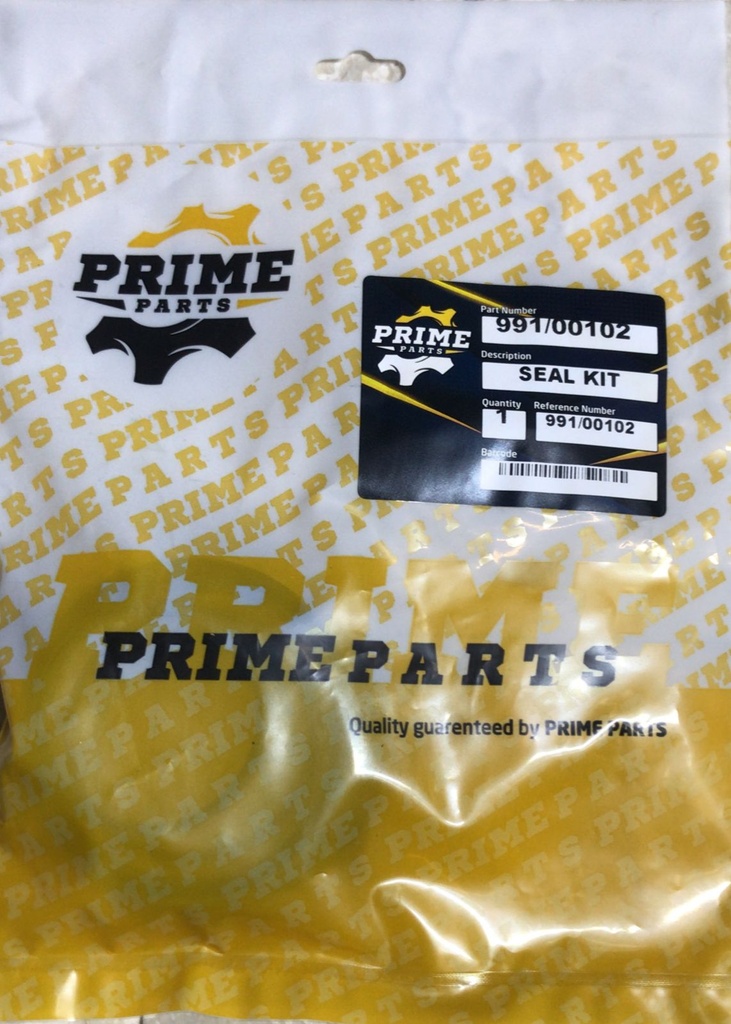 PRIME
PARTS
PRIME
PARTS
Part Number
991/00102
Description
SEAL KIT
Quantity
1
Reference Number
991/00102
Barcode
PRIME
PRIME PARTS
Quality guarenteed by PRIME PARTS